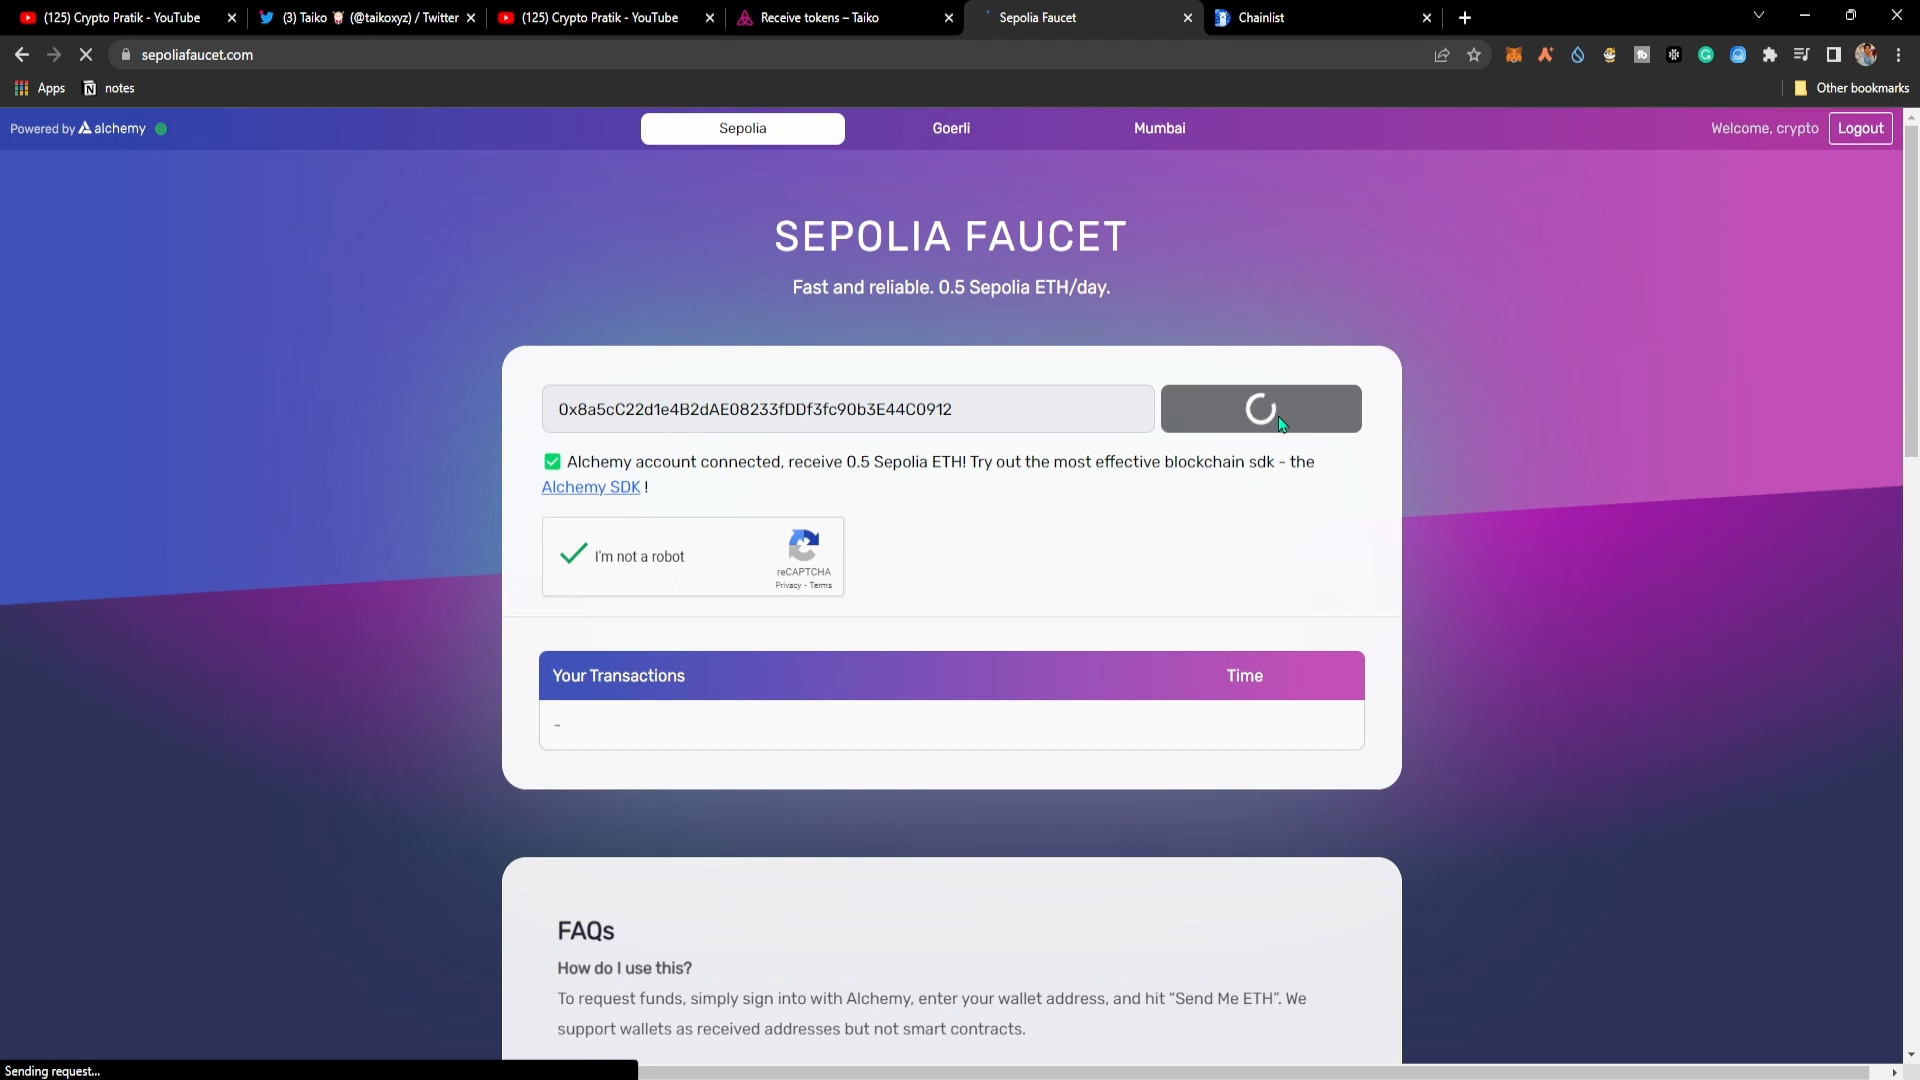 (125) Crypto Pratik - YouTube
(3) Taiko (@taikoxyz) / Twitter
(125) Crypto Pratik - YouTube
Receive tokens – Taiko
Sepolia Faucet
Chainlist
sepoliafaucet.com
Apps
notes
Other bookmarks
Powered by alchemy
Sepolia
Goerli
Mumbai
Welcome, crypto
Logout
SEPOLIA FAUCET
Fast and reliable. 0.5 Sepolia ETH/day.
0x8a5cC22d1e4B2dAE08233fDDf3fc90b3E44C0912
Alchemy account connected, receive 0.5 Sepolia ETH! Try out the most effective blockchain sdk - the
Alchemy SDK !
I'm not a robot
reCAPTCHA
Privacy - Terms
Your Transactions
Time
-
FAQs
How do I use this?
To request funds, simply sign into with Alchemy, enter your wallet address, and hit “Send Me ETH”. We
support wallets as received addresses but not smart contracts.
Sending request...